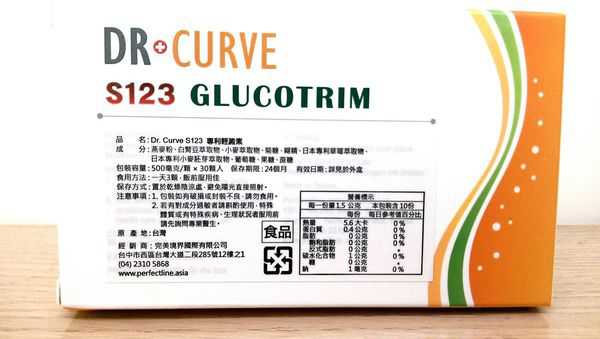 DR CURVE
S123 GLUCOTRIM
品 名：Dr. Curve S123 專利輕澱素
成 份：燕麥粉、白腎豆萃取物、小麥萃取物、菊糖、糊精、日本專利草莓萃取物、
日本專利小麥胚芽萃取物、葡萄糖、果糖、蔗糖
包裝容量：500毫克/顆 × 30顆入 保存期限：24個月 有效日期：詳見於外盒
食用方法：一天3顆，飯前服用佳
保存方式：置於乾燥陰涼處，避免陽光直接照射。
注意事項：1. 包裝如有破損或封裝不良，請勿食用。
2. 若有對成分過敏者請斟酌使用，特殊
體質或有特殊疾病、生理狀況者服用前
請先詢問專業醫生。
原 產 地：台灣
經 銷 商：完美境界國際有限公司
台中市西區台灣大道二段285號12樓之1
(04) 2310 5868
www.perfectline.asia
食品
營養標示
每一份量1.5 公克 本包裝含10份
每份 每日參考值百分比
熱量 5.6 大卡 0%
蛋白質 0.4 公克 0%
脂肪 0 公克 0%
飽和脂肪 0 公克 0%
反式脂肪 0 公克 *
碳水化合物 1 公克 0%
糖 0 公克 *
鈉 1 毫克 0%